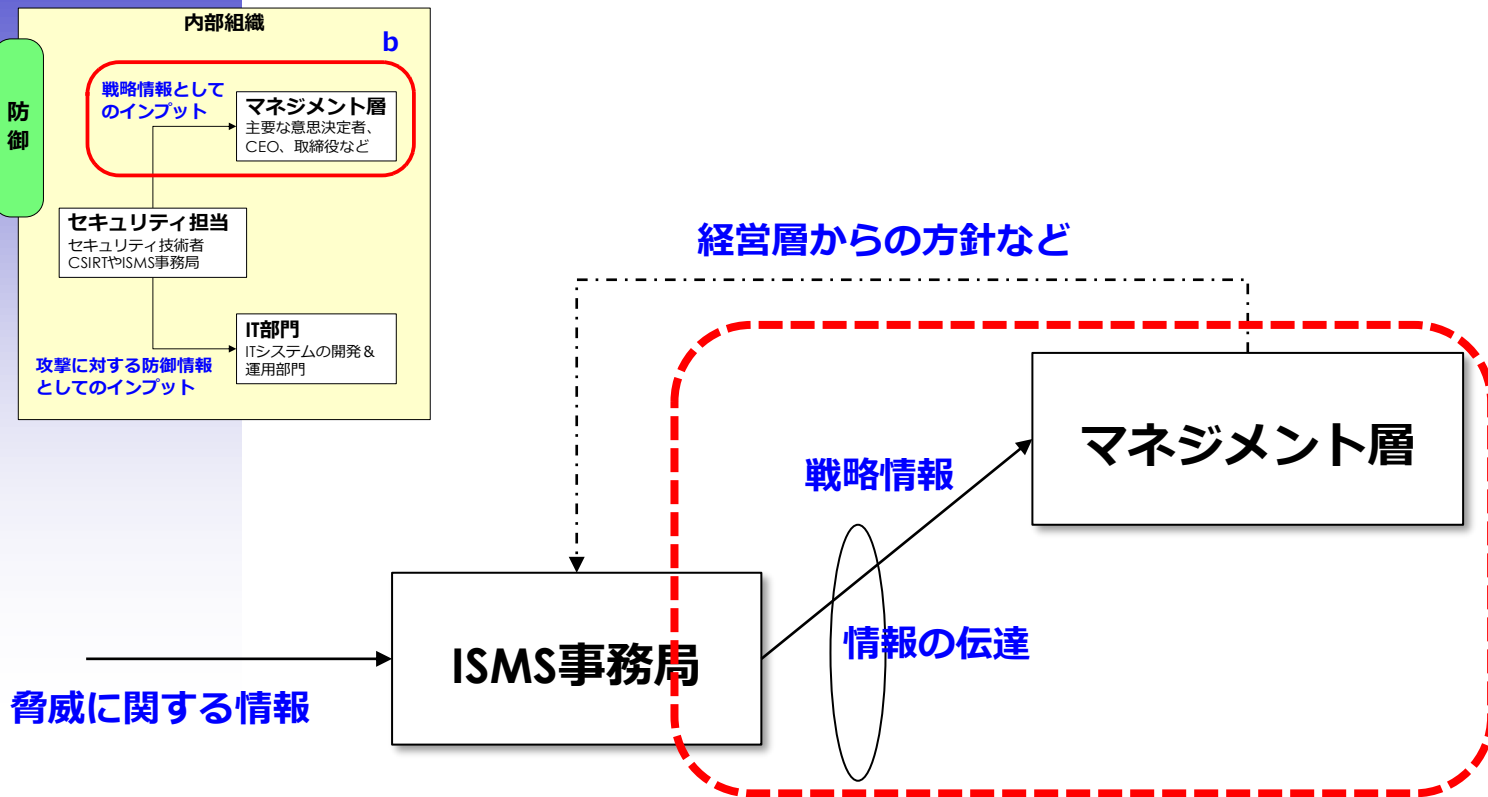 内部組織
b
防
御
戦略情報として
のインプット
マネジメント層
主要な意思決定者、
CEO、取締役など
セキュリティ担当
セキュリティ技術者
CSIRTやISMS事務局
IT部門
ITシステムの開発&
運用部門
攻撃に対する防御情報
としてのインプット
経営層からの方針など
マネジメント層
戦略情報
情報の伝達
ISMS事務局
脅威に関する情報